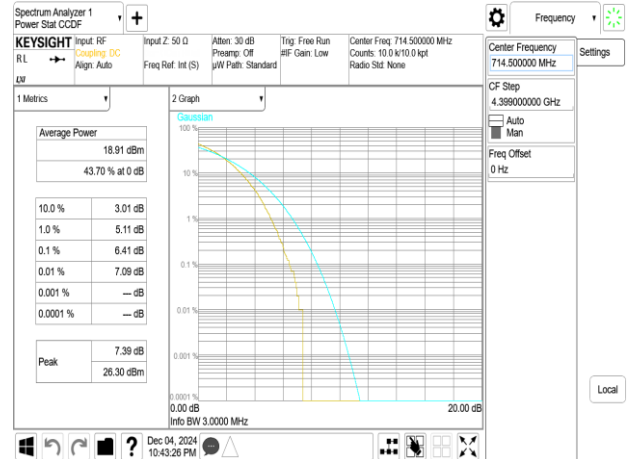 Spectrum Analyzer 1
Power Stat CCDF
Frequency
KEYSIGHT
RL
Input: RF
Coupling: DC
Align: Auto
Input Z: 50 Ω
Freq Ref: Int (S)
Atten: 30 dB
Preamp: Off
µW Path: Standard
Trig: Free Run
#IF Gain: Low
Center Freq: 714.500000 MHz
Counts: 10.0 k/10.0 kpt
Radio Std: None
Center Frequency
714.500000 MHz
Settings
CF Step
4.399000000 GHz
Auto
Man
Freq Offset
0 Hz
1 Metrics
Average Power
18.91 dBm
43.70 % at 0 dB
10.0 % 3.01 dB
1.0 % 5.11 dB
0.1 % 6.41 dB
0.01 % 7.09 dB
0.001 % --- dB
0.0001 % --- dB
Peak 7.39 dB
26.30 dBm
2 Graph
Gaussian
100 %
10 %
1 %
0.1 %
0.01 %
0.001 %
0.0001 %
0.00 dB 20.00 dB
Info BW 3.0000 MHz
Local
?
Dec 04, 2024
10:43:26 PM